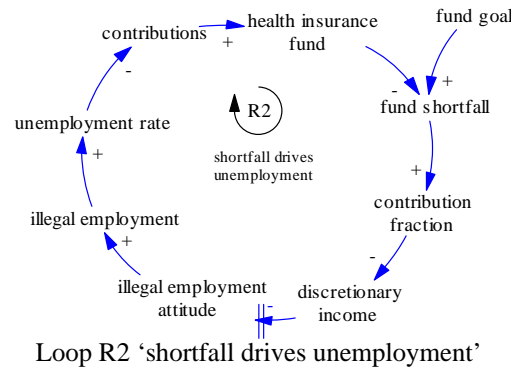 contributions
health insurance
fund
fund goal
+
-
-
+
fund shortfall
R2
unemployment rate
shortfall drives
unemployment
+
+
contribution
fraction
illegal employment
+
-
illegal employment
attitude
-
discretionary
income
Loop R2 ‘shortfall drives unemployment’